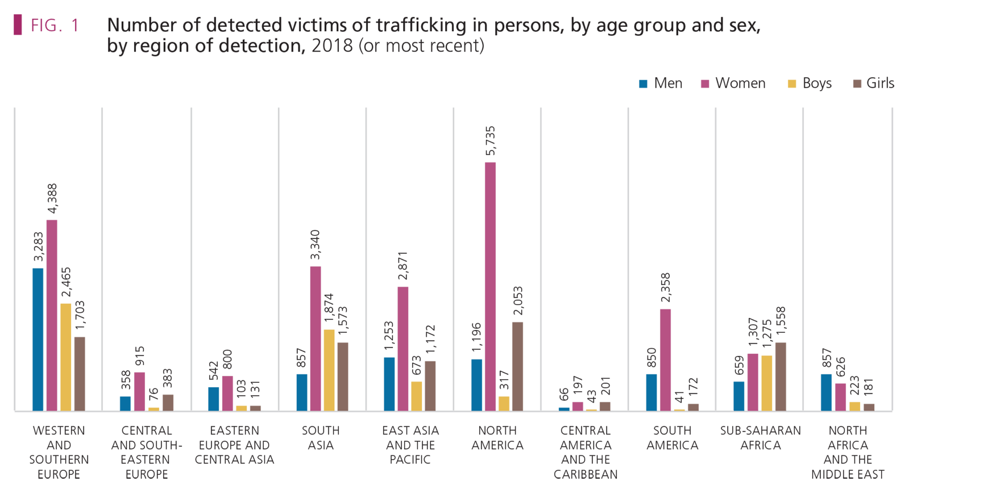 FIG. 1
Number of detected victims of trafficking in persons, by age group and sex,
by region of detection, 2018 (or most recent)
Men Women Boys Girls
3,283 4,388 2,465 1,703
358 915 76 383
542 800 103 131
857 3,340 1,874 1,573
1,253 2,871 673 1,172
1,196 5,735 317 2,053
66 197 43 201
850 2,358 41 172
659 1,307 1,275 1,558
857 626 223 181
WESTERN
AND
SOUTHERN
EUROPE
CENTRAL
AND SOUTH-
EASTERN
EUROPE
EASTERN
EUROPE AND
CENTRAL ASIA
SOUTH
ASIA
EAST ASIA
AND THE
PACIFIC
NORTH
AMERICA
CENTRAL
AMERICA
AND THE
CARIBBEAN
SOUTH
AMERICA
SUB-SAHARAN
AFRICA
NORTH
AFRICA
AND THE
MIDDLE EAST